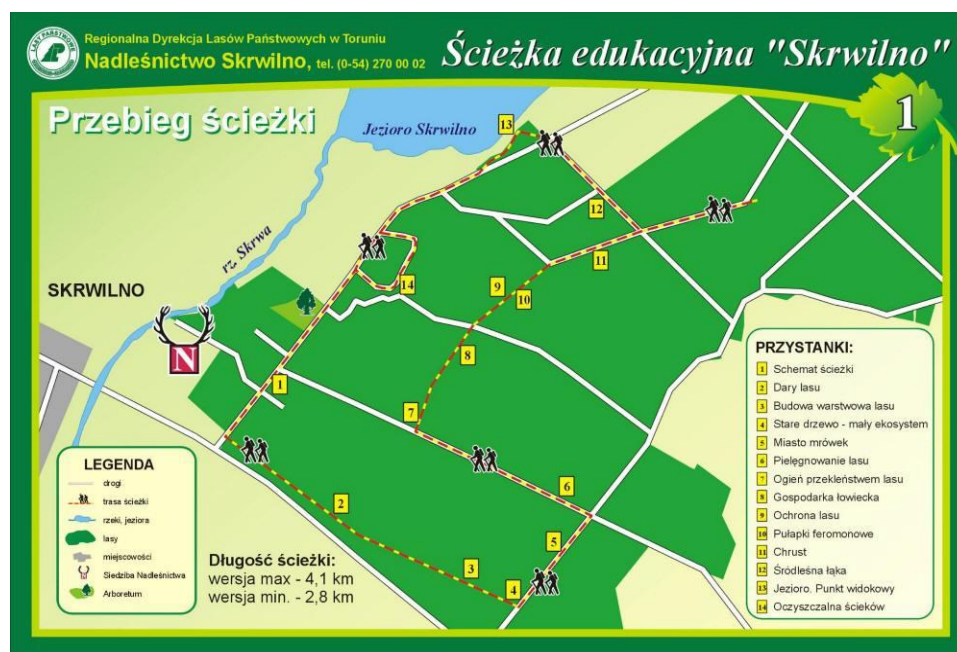 LASY PAŃSTWOWE
Regionalna Dyrekcja Lasów Państwowych w Toruniu
Nadleśnictwo Skrwilno, tel. (0-54) 270 00 02
Ścieżka edukacyjna "Skrwilno"
1
Przebieg ścieżki
Jezioro Skrwilno
13
12
11
rz. Skrwa
14
9
10
SKRWILNO
N
8
1
7
6
2
5
3
4
LEGENDA
drogi
trasa ścieżki
rzeki, jeziora
lasy
miejscowości
Siedziba Nadleśnictwa
Arboretum
Długość ścieżki:
wersja max - 4,1 km
wersja min. - 2,8 km
PRZYSTANKI:
1 Schemat ścieżki
2 Dary lasu
3 Budowa warstwowa lasu
4 Stare drzewo - mały ekosystem
5 Miasto mrówek
6 Pielęgnowanie lasu
7 Ogień przekleństwem lasu
8 Gospodarka łowiecka
9 Ochrona lasu
10 Pułapki feromonowe
11 Chrust
12 Śródleśna łąka
13 Jezioro. Punkt widokowy
14 Oczyszczalna ścieków